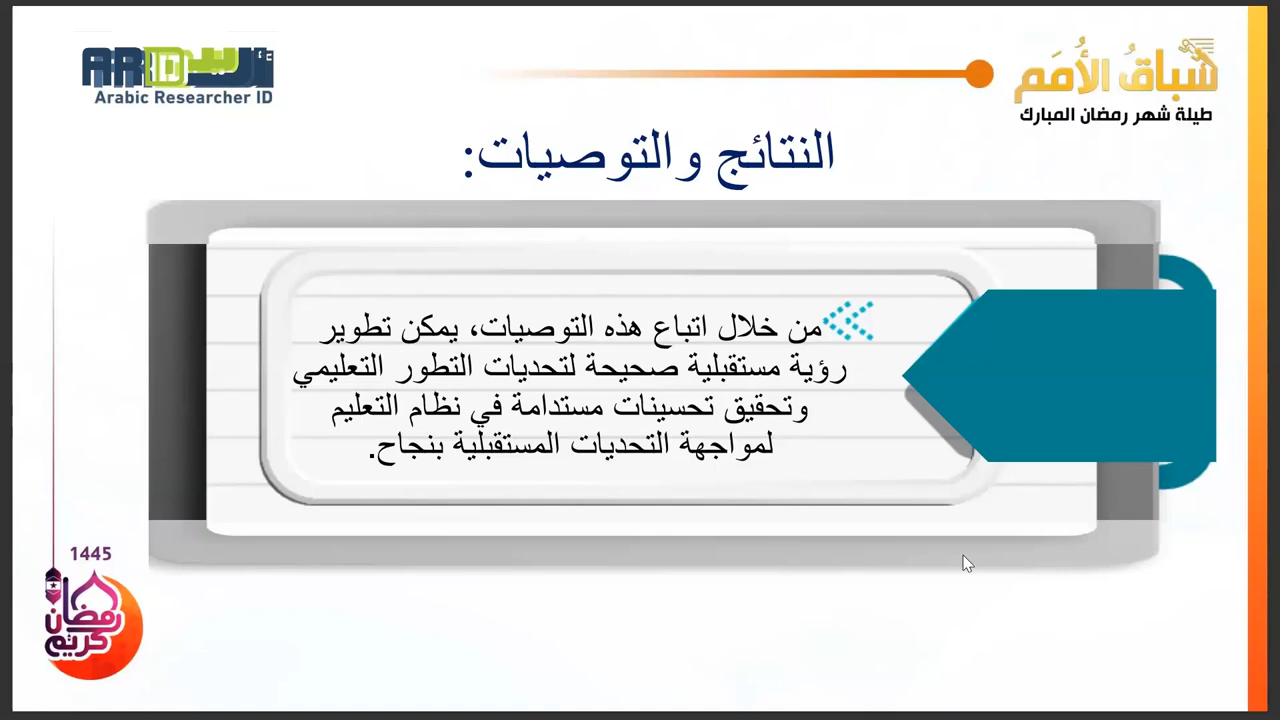 ARID
Arabic Researcher ID
سباقُ الأُمَم
طيلة شهر رمضان المبارك
النتائج والتوصيات:
من خلال اتباع هذه التوصيات، يمكن تطوير
رؤية مستقبلية صحيحة لتحديات التطور التعليمي
وتحقيق تحسينات مستدامة في نظام التعليم
لمواجهة التحديات المستقبلية بنجاح.
1445
رمضان
كريم